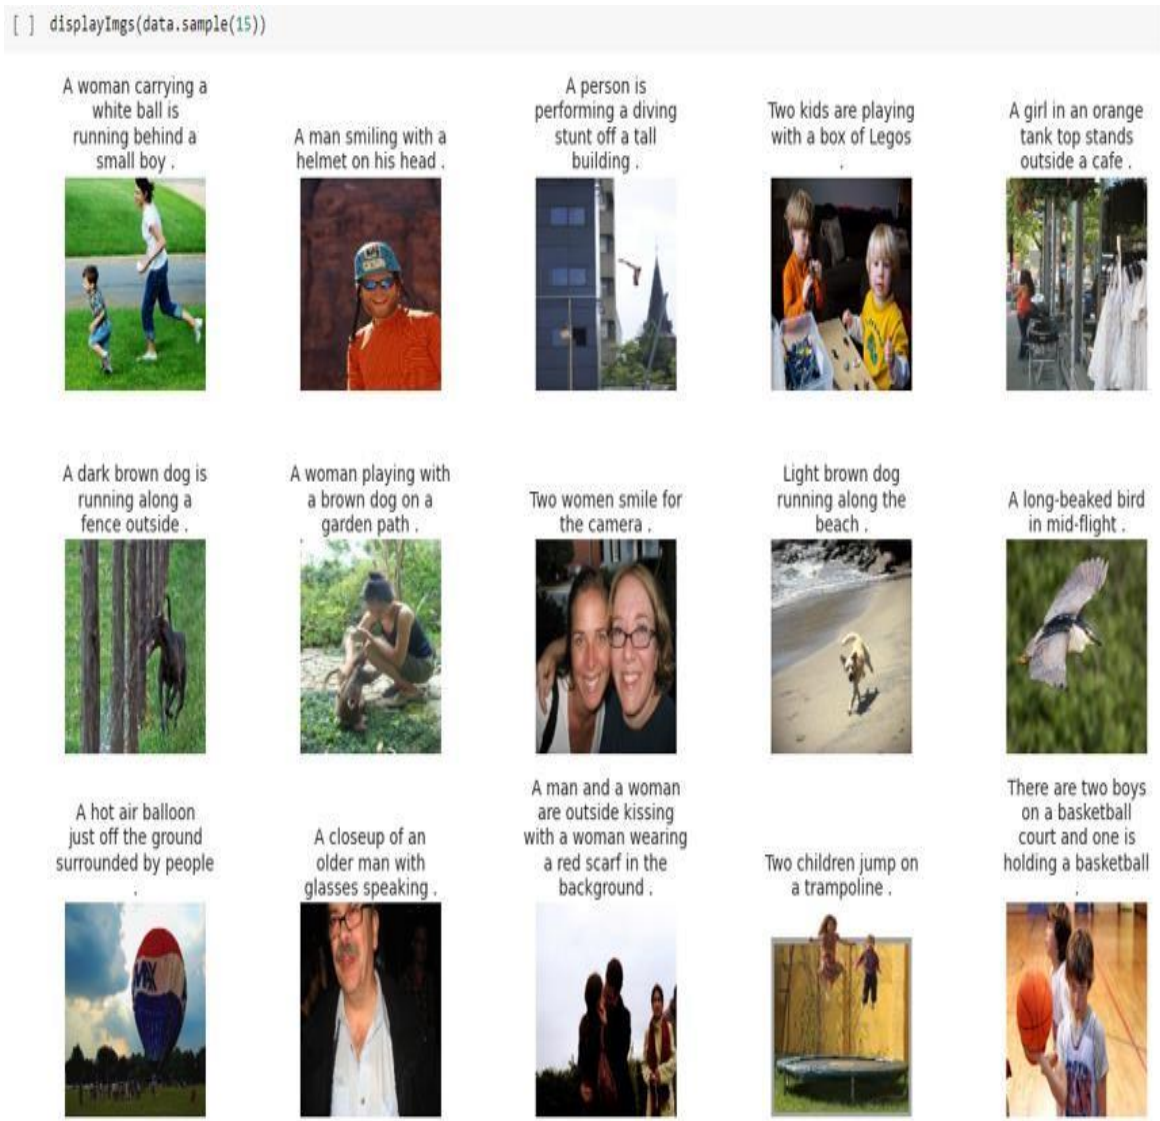 [ ] displayImgs(data.sample(15))
A woman carrying a
white ball is
running behind a
small boy .
A man smiling with a
helmet on his head .
A person is
performing a diving
stunt off a tall
building .
Two kids are playing
with a box of Legos
.
A girl in an orange
tank top stands
outside a cafe .
A dark brown dog is
running along a
fence outside .
A woman playing with
a brown dog on a
garden path .
Two women smile for
the camera .
Light brown dog
running along the
beach .
A long-beaked bird
in mid-flight .
A hot air balloon
just off the ground
surrounded by people
.
A closeup of an
older man with
glasses speaking .
A man and a woman
are outside kissing
with a woman wearing
a red scarf in the
background .
Two children jump on
a trampoline .
There are two boys
on a basketball
court and one is
holding a basketball
.